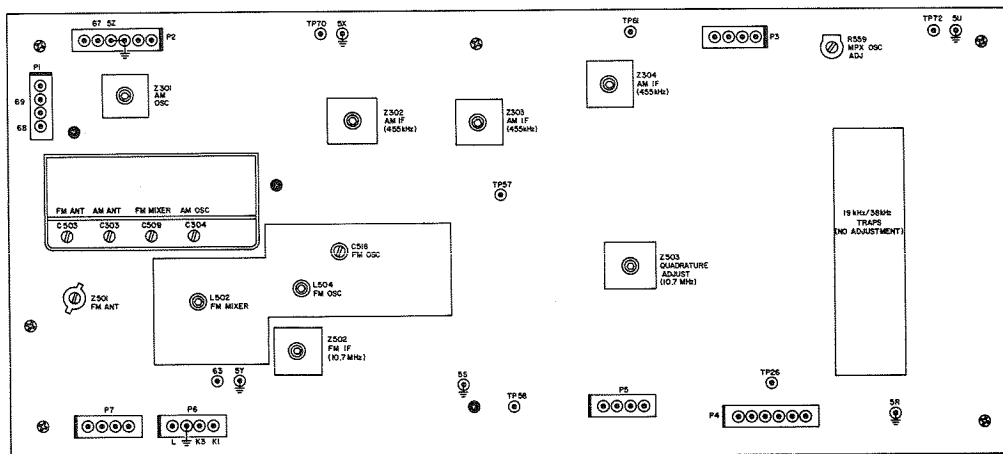 67 5Z
P2
TP70
5X
TP61
P3
R559
MPX OSC
ADJ
TP72
5U
P1
69
68
Z301
AM
OSC
Z302
AM IF
(455kHz)
Z303
AM IF
(455kHz)
Z304
AM IF
(455kHz)
TP57
FM ANT AM ANT FM MIXER AM OSC
C503 C303 C509 C304
19 kHz/38kHz
TRAPS
(NO ADJUSTMENT)
C516
FM OSC
L504
FM OSC
L502
FM MIXER
Z501
FM ANT
Z503
QUADRATURE
ADJUST
(10.7 MHz)
Z502
FM IF
(10.7 MHz)
63
5Y
5S
TP58
TP26
P5
P4
5R
P7
P6
L K3 K1